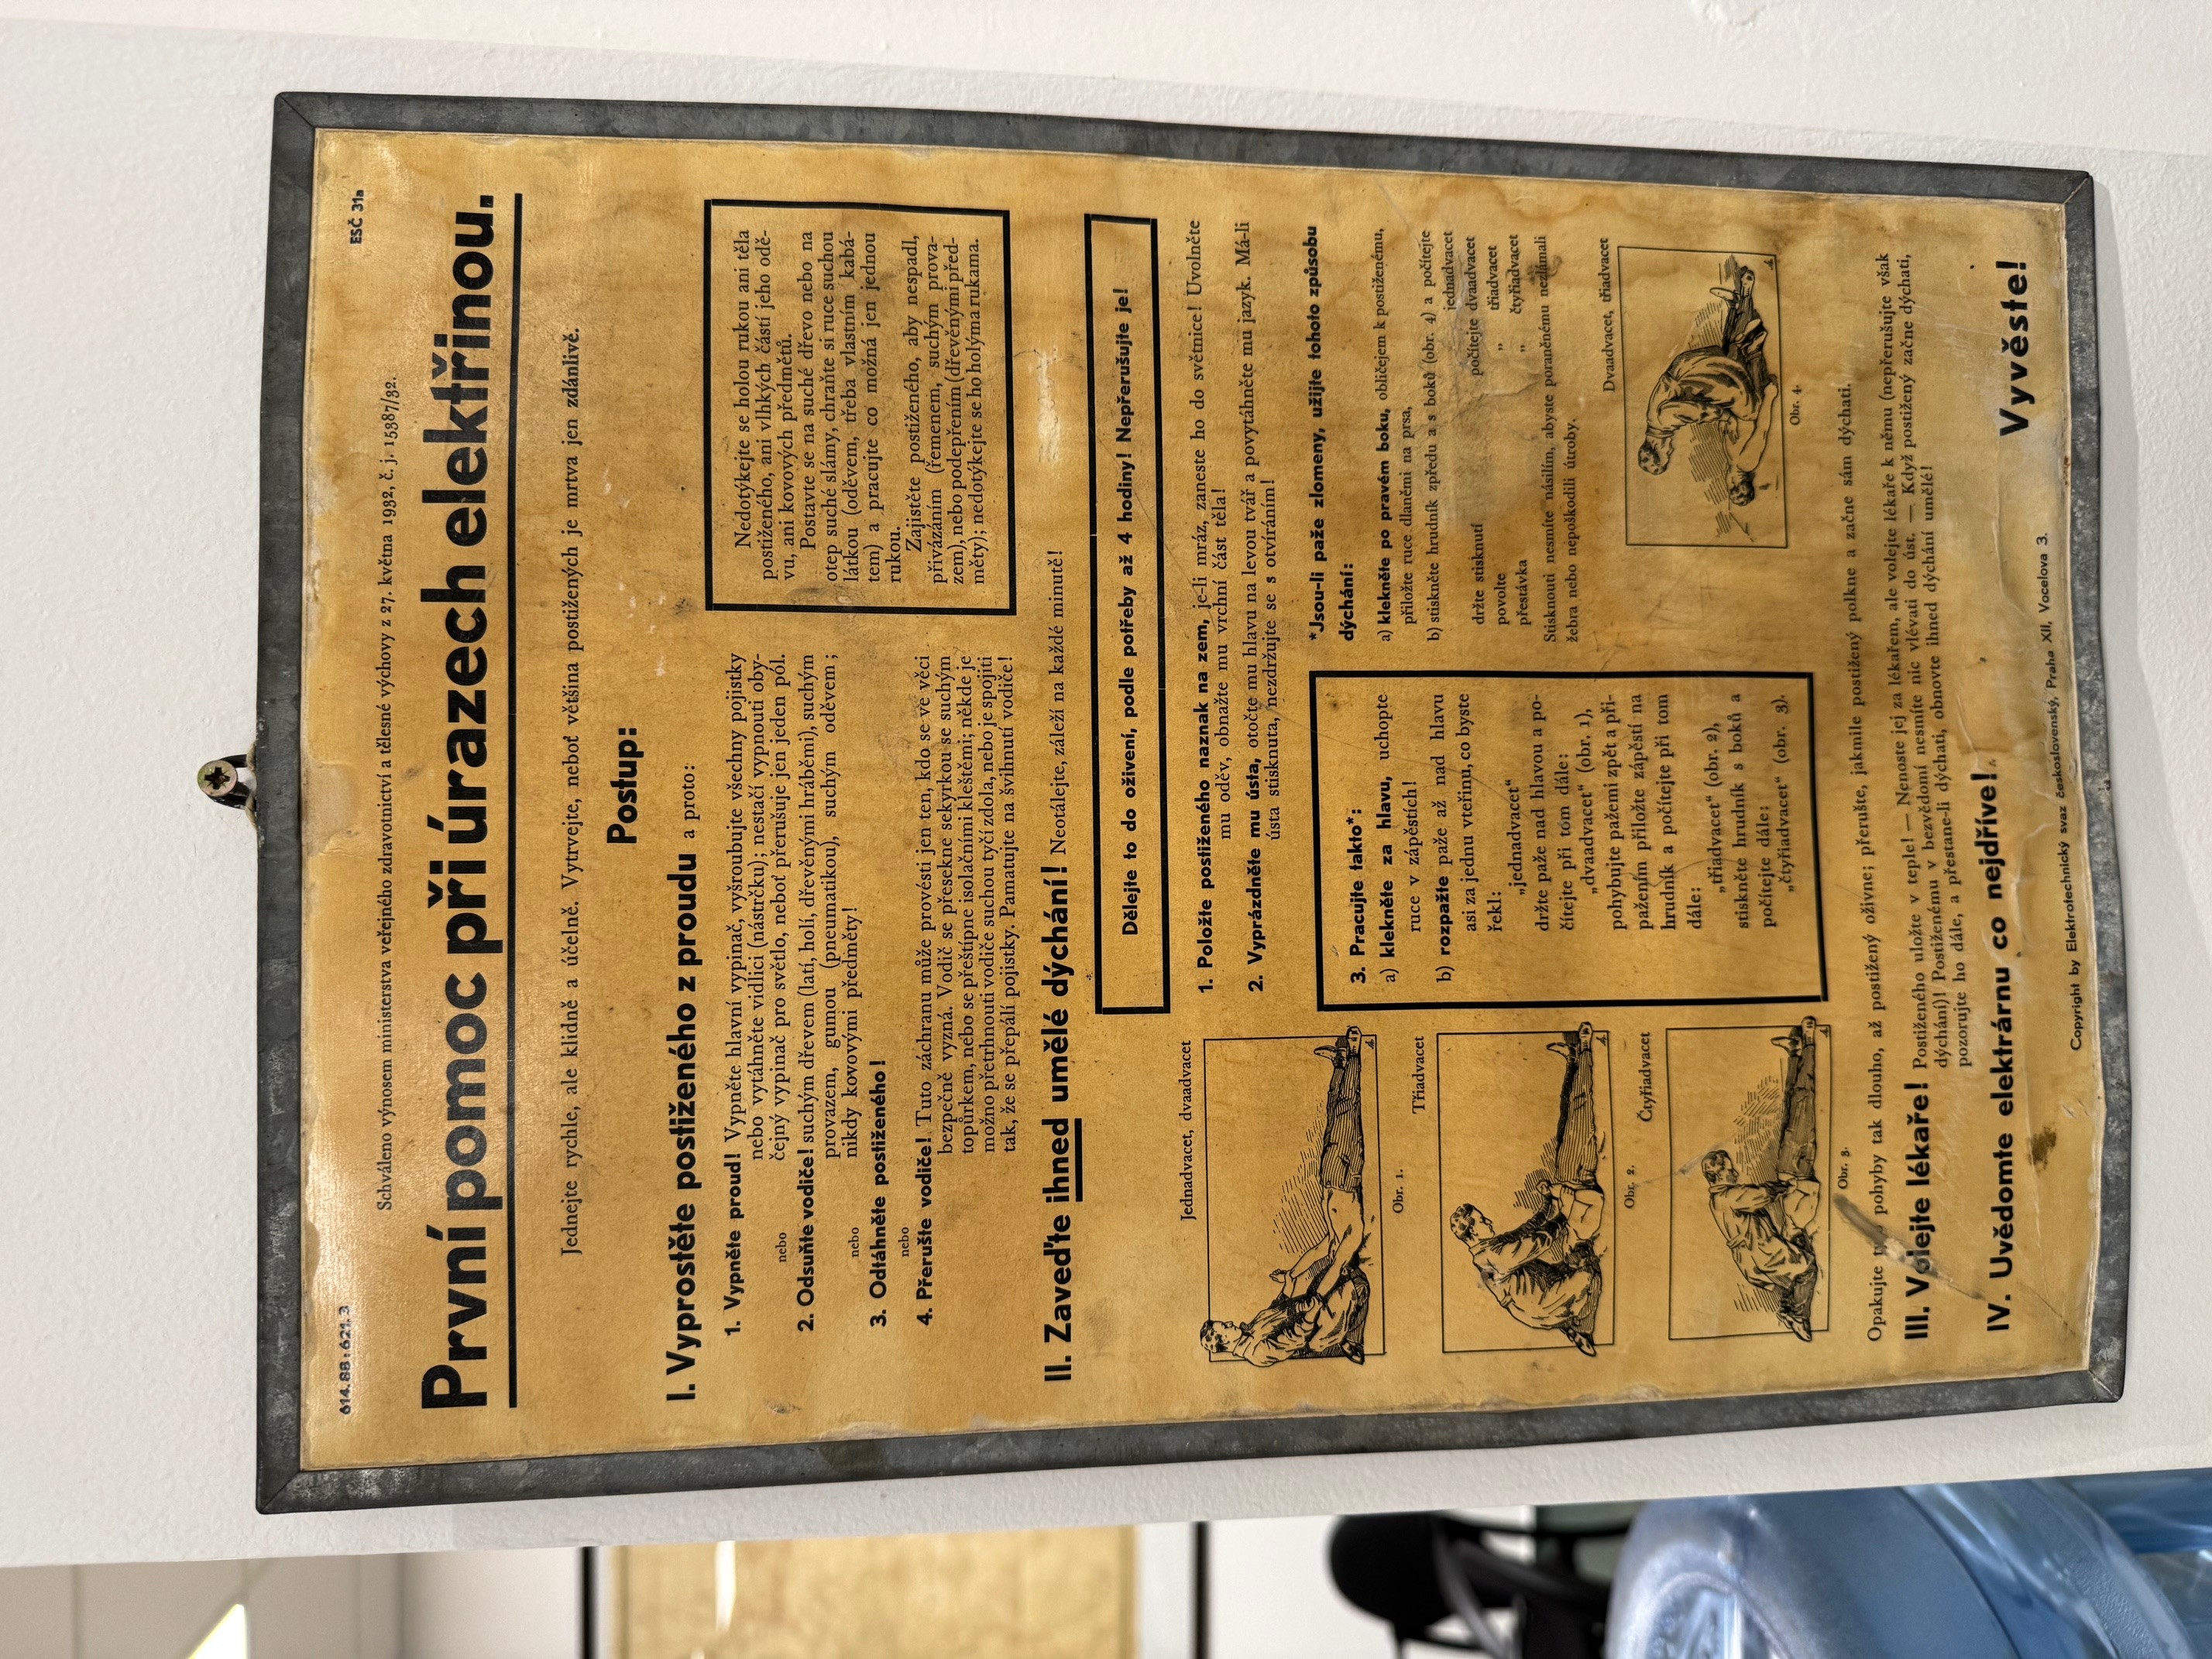 614.88:621.3
ESČ 31a
Schváleno výnosem ministerstva veřejného zdravotnictví a tělesné výchovy z 27. května 1932, č. j. 15387/32.
První pomoc při úrazech elektřinou.
Jednejte rychle, ale klidně a účelně. Vytrvejte, neboť většina postižených je mrtva jen zdánlivě.
Postup:
I. Vyprostěte postiženého z proudu a proto:
1. Vypněte proud! Vypněte hlavní vypinač, vyšroubujte všechny pojistky
nebo vytáhněte vidlici (nástrčku); nestačí vypnouti oby-
čejný vypinač pro světlo, neboť přerušuje jen jeden pól.
nebo
2. Odsuňte vodiče! suchým dřevem (latí, holí, dřevěnými hráběmi), suchým
provazem, gunou (pneumatikou), suchým oděvem;
nikdy kovovými předměty!
nebo
3. Odtáhněte postiženého!
nebo
4. Přerušte vodiče! Tuto záchranu může provésti jen ten, kdo se ve věci
bezpečně vyzná. Vodič se přesekne sekyrkou se suchým
topůrkem, nebo se přeštípne isolačními kleštěmi; někde je
možno přetrhnouti vodiče suchou tyčí zdola, nebo je spojiti
tak, že se přepálí pojistky. Pamatujte na švihnutí vodiče!
Nedotýkejte se holou rukou ani těla
postiženého, ani vlhkých částí jeho odě-
vu, ani kovových předmětů.
Postavte se na suché dřevo nebo na
otep suché slámy, chraňte si ruce suchou
látkou (oděvem, třeba vlastním kabá-
tem) a pracujte co možná jen jednou
rukou.
Zajistěte postiženého, aby nespadl,
přivázáním (řemenem, suchým prova-
zem), nebo podepřením (dřevěnými před-
měty); nedotýkejte se ho holýma rukama.
II. Zaveďte ihned umělé dýchání! Neotálejte, záleží na každé minutě!
Dělejte to do oživení, podle potřeby až 4 hodiny! Nepřerušujte je!
1. Položte postiženého naznak na zem, je-li mráz, zaneste ho do světnice! Uvolněte
mu oděv, obnažte mu vrchní část těla!
2. Vyprázdněte mu ústa, otočte mu hlavu na levou tvář a povytáhněte mu jazyk. Má-li
ústa stisknuta, nezdržujte se s otvíráním!
Jednadvacet, dvaadvacet
Obr. 1.
Třiadvacet
Obr. 2.
Čtyřiadvacet
Obr. 3.
3. Pracujte takto*:
a) klekněte za hlavu, uchopte
ruce v zápěstích!
b) rozpažte paže až nad hlavu
asi za jednu vteřinu, co byste
řekl:
„jednadvacet“
držte paže nad hlavou a po-
čítejte při tom dále:
„dvaadvacet“ (obr. 1),
pohybujte pažemi zpět a při-
pažením přiložte zápěstí na
hrudník a počítejte při tom
dále:
„třiadvacet“ (obr. 2),
stiskněte hrudník s boků a
počítejte dále:
„čtyřiadvacet“ (obr. 3).
*Jsou-li paže zlomeny, užijte tohoto způsobu
dýchání:
a) klekněte po pravém boku, obličejem k postiženému,
přiložte ruce dlaněmi na prsa,
b) stiskněte hrudník zpředu a s boků (obr. 4) a počítejte
jednadvacet
držte stisknutí počítejte dvaadvacet
povolte „ třiadvacet
přestávka „ čtyřiadvacet
Stisknouti nesmíte násilím, abyste poraněnému nezlámali
žebra nebo nepoškodili útroby.
Dvaadvacet, třiadvacet
Obr. 4.
Opakujte pohyby tak dlouho, až postižený oživne; přerušte, jakmile postižený polkne a začne sám dýchati.
III. Volejte lékaře! Postiženého uložte v teple! — Nenoste jej za lékařem, ale volejte lékaře k němu (nepřerušujte však
dýchání)! Postiženému v bezvědomí nesmíte nic vlévati do úst. — Když postižený začne dýchati,
pozorujte ho dále, a přestane-li dýchati, obnovte ihned dýchání umělé!
IV. Uvědomte elektrárnu co nejdříve!
Vyvěste!
Copyright by Elektrotechnický svaz československý, Praha XII, Vocelova 3.